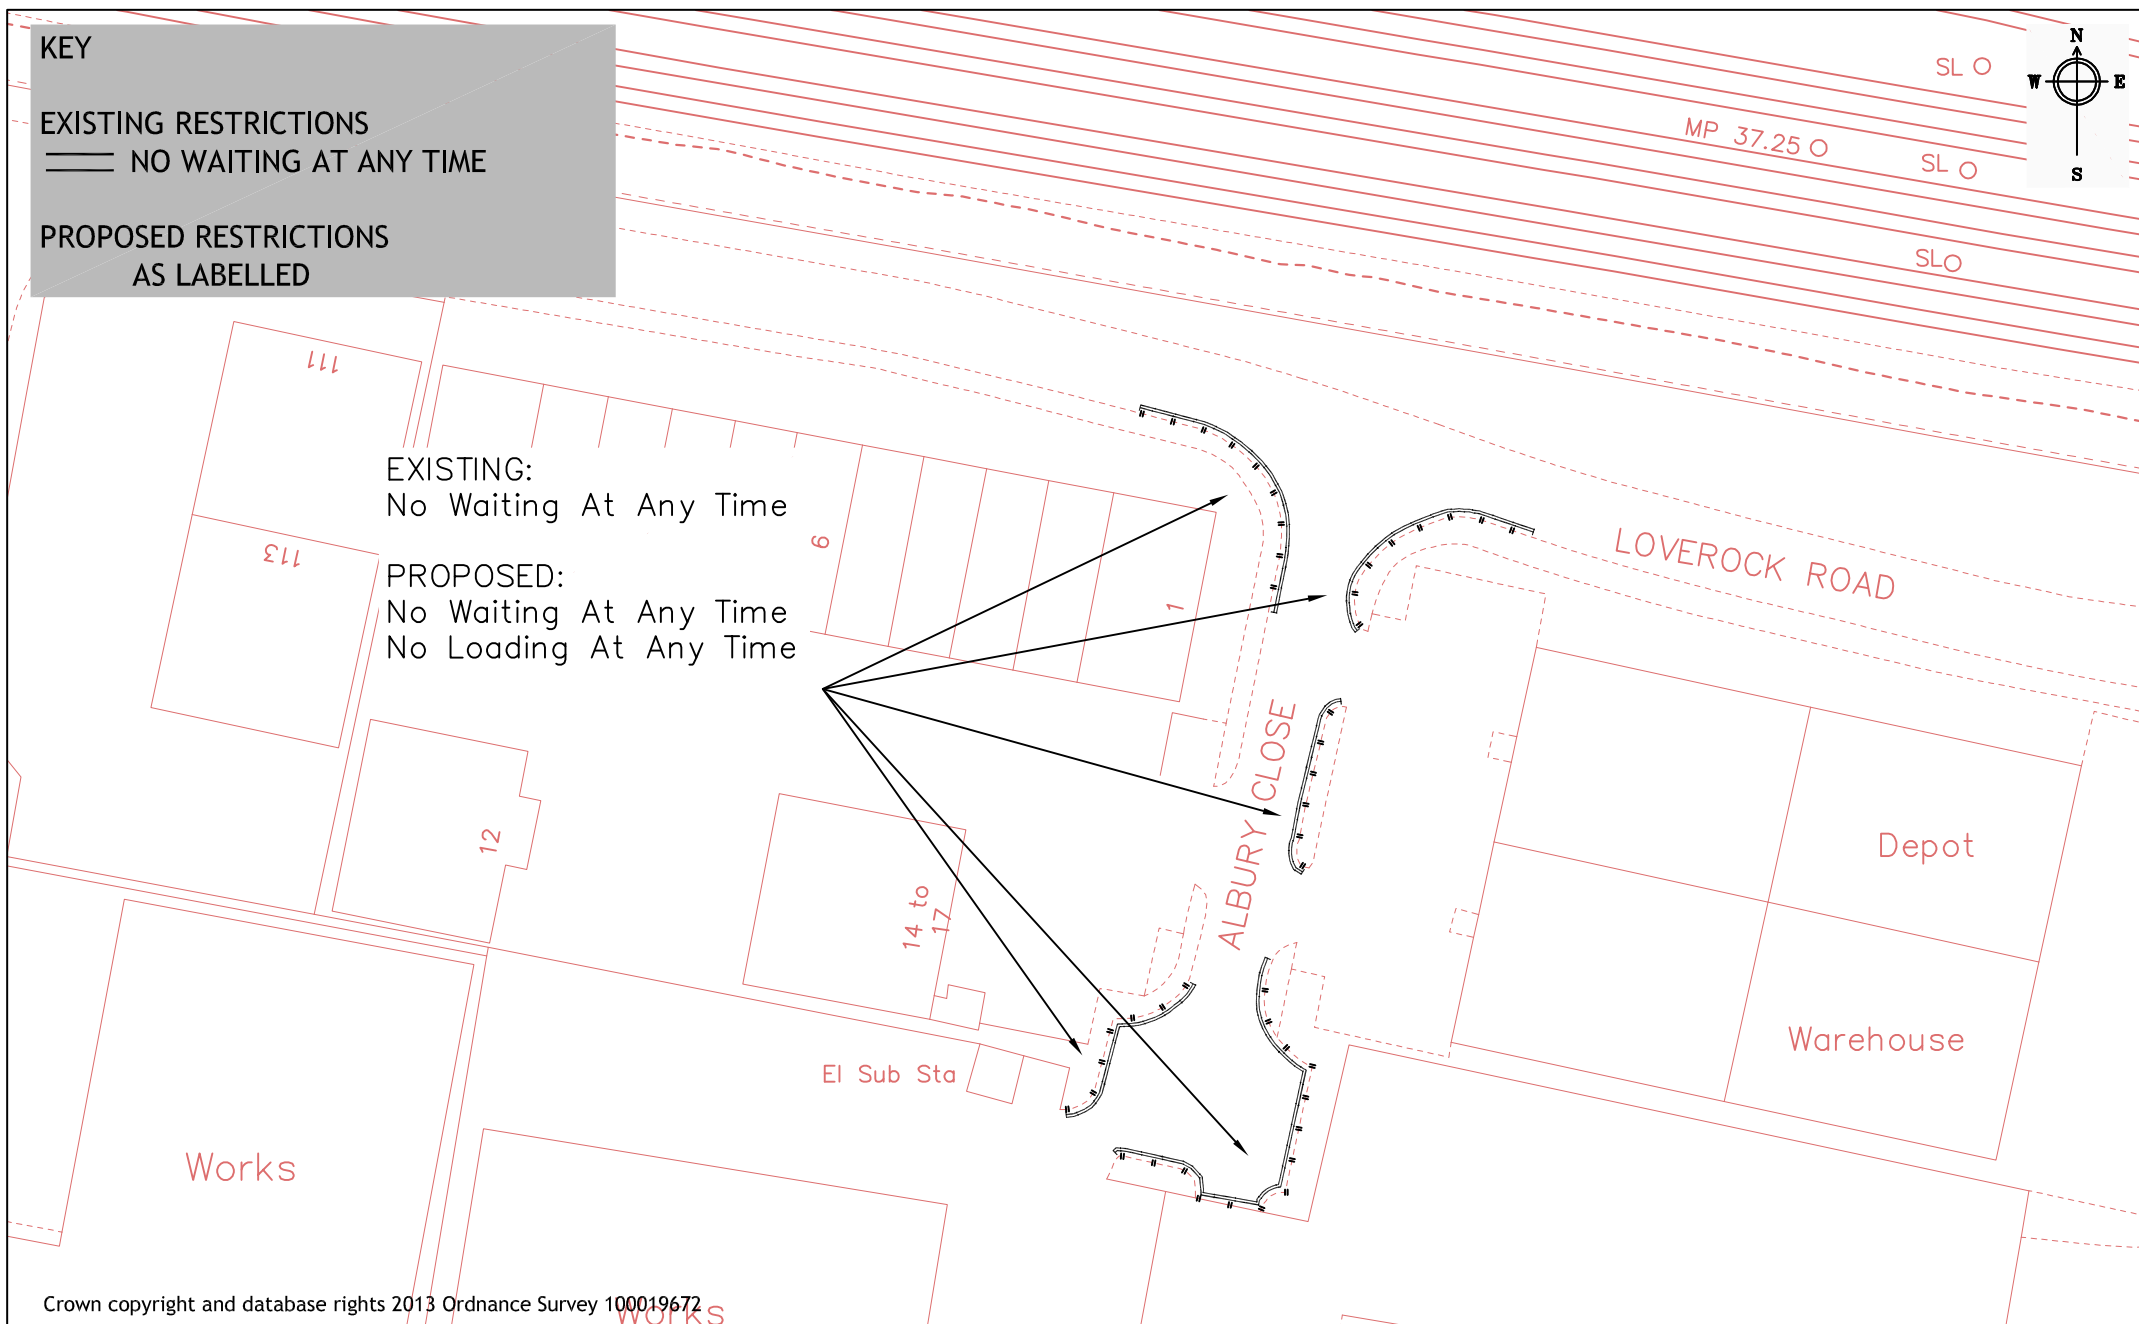 KEY
EXISTING RESTRICTIONS
NO WAITING AT ANY TIME
PROPOSED RESTRICTIONS
AS LABELLED
N
W E
S
SL
MP 37.25
SL
SL
111
113
EXISTING:
No Waiting At Any Time
PROPOSED:
No Waiting At Any Time
No Loading At Any Time
9
1
LOVEROCK ROAD
ALBURY CLOSE
12
14 to
17
Depot
Warehouse
El Sub Sta
Works
Works
Crown copyright and database rights 2013 Ordnance Survey 100019672